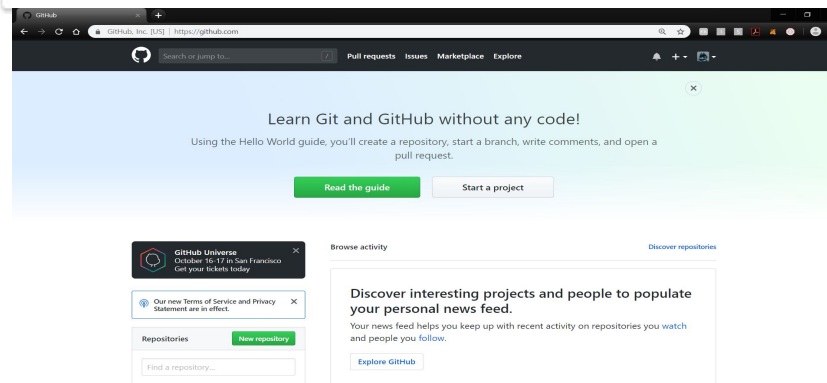 GitHub
GitHub, Inc. [US] | https://github.com
Search or jump to...
/
Pull requests Issues Marketplace Explore
Learn Git and GitHub without any code!
Using the Hello World guide, you'll create a repository, start a branch, write comments, and open a
pull request.
Read the guide
Start a project
GitHub Universe
October 16-17 in San Francisco
Get your tickets today
Our new Terms of Service and Privacy
Statement are in effect.
Repositories
New repository
Find a repository...
Browse activity
Discover repositories
Discover interesting projects and people to populate
your personal news feed.
Your news feed helps you keep up with recent activity on repositories you watch
and people you follow.
Explore GitHub